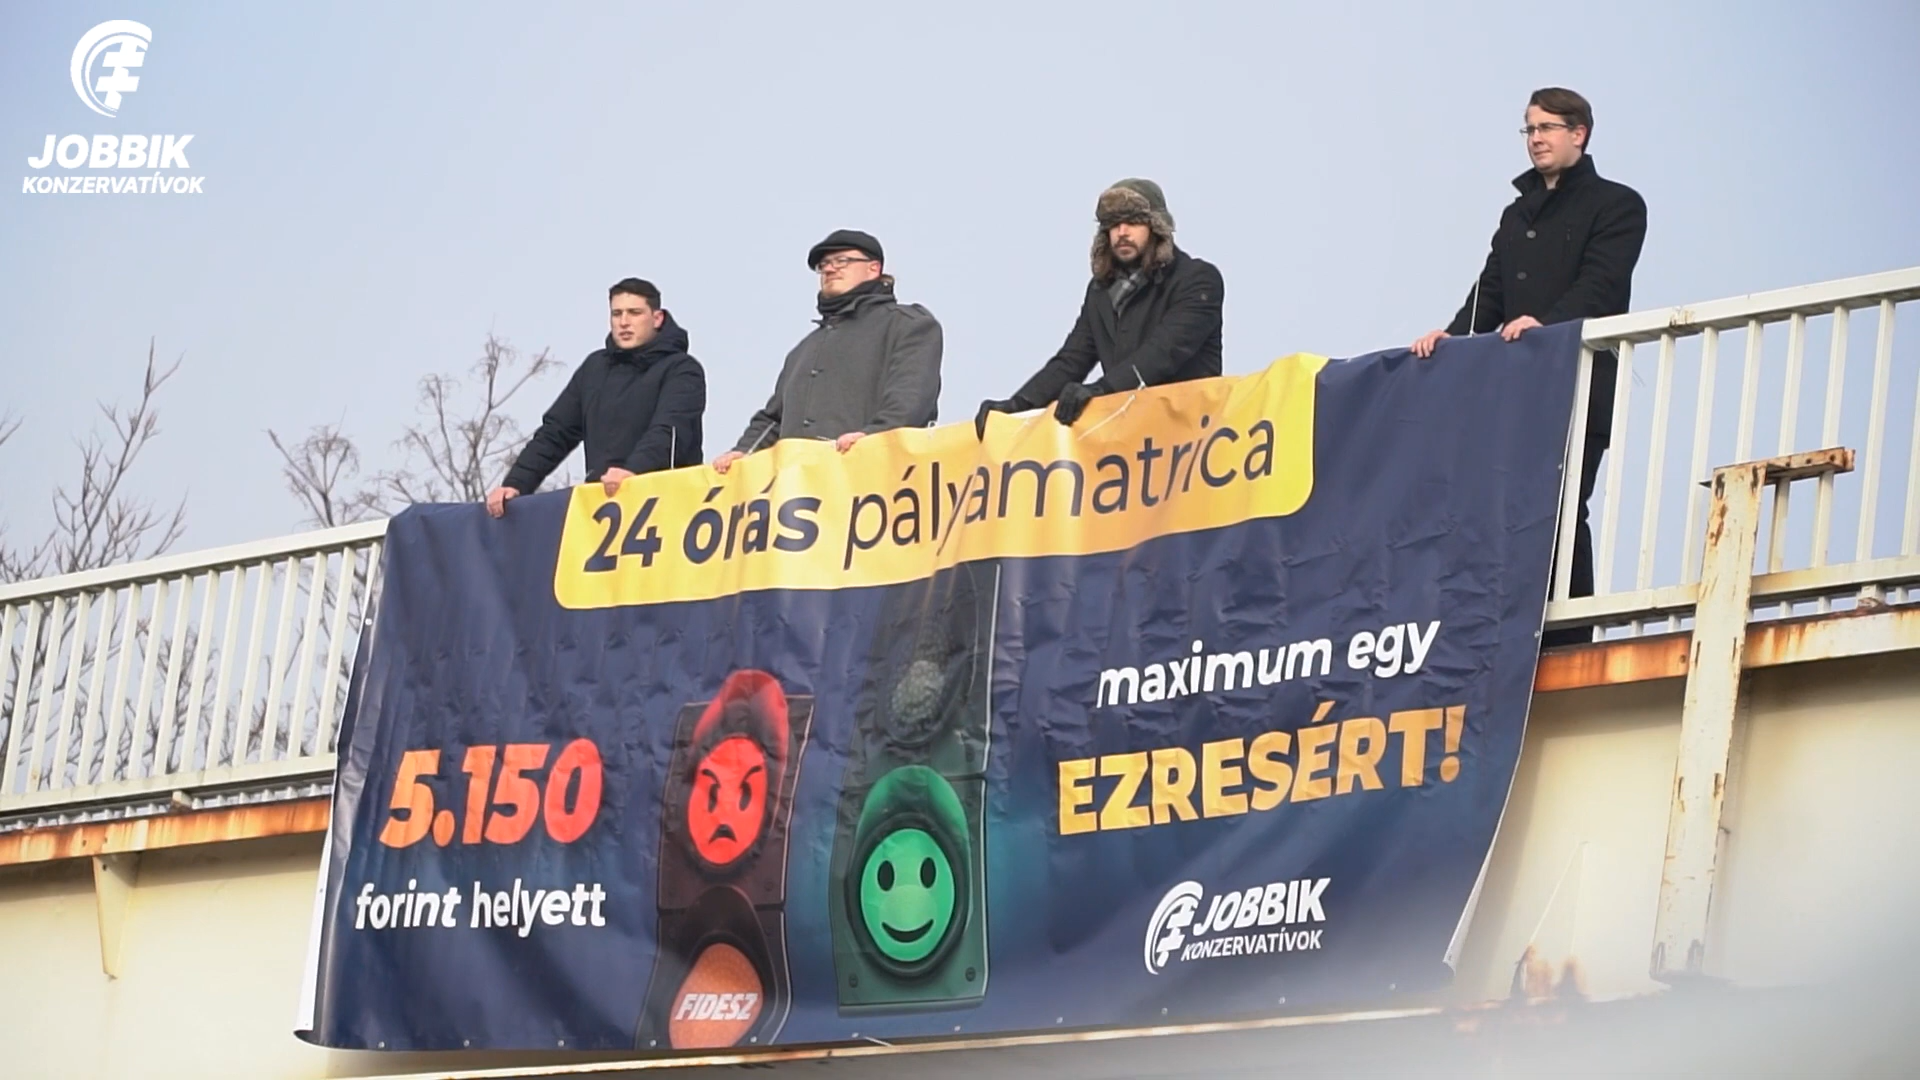 JOBBIK
KONZERVATÍVOK
24 órás pályamatrica
5.150
forint helyett
maximum egy
EZRESÉRT!
FIDESZ
JOBBIK
KONZERVATÍVOK